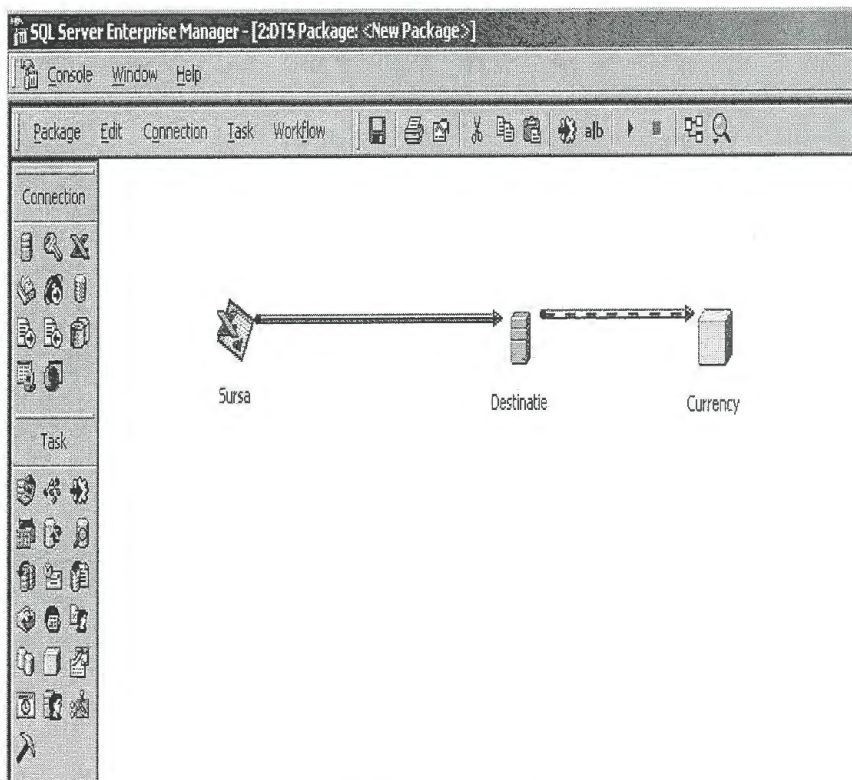 SQL Server Enterprise Manager - [2:DTS Package: <New Package>]
Console Window Help
Package Edit Connection Task Workflow a|b
Connection
Sursa
Destinatie
Currency
Task